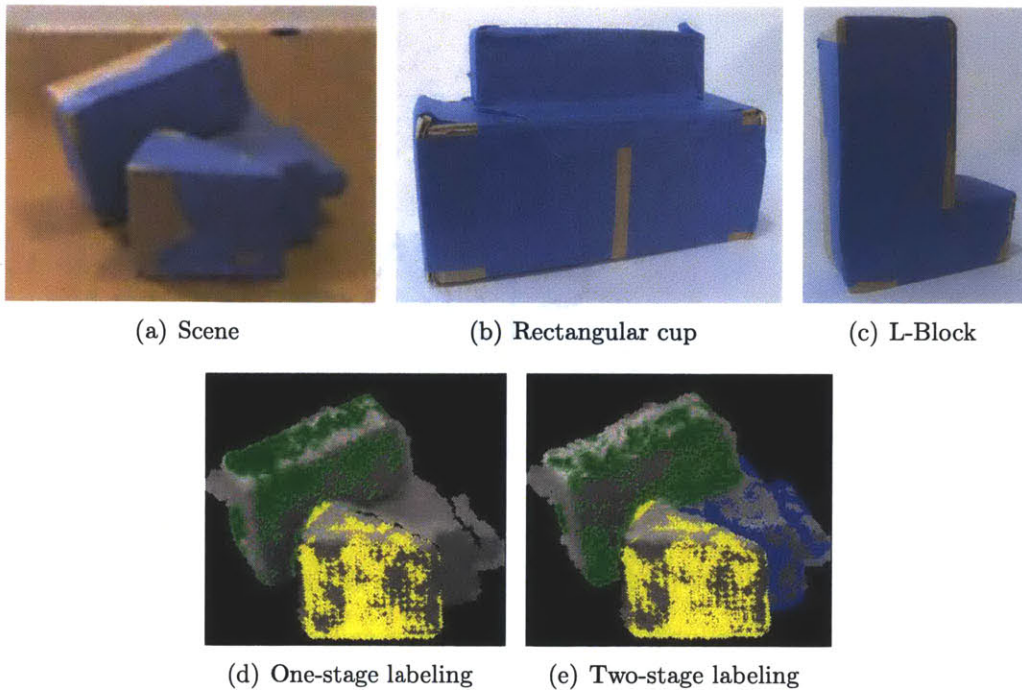 (a) Scene
(b) Rectangular cup
(c) L-Block
(d) One-stage labeling
(e) Two-stage labeling